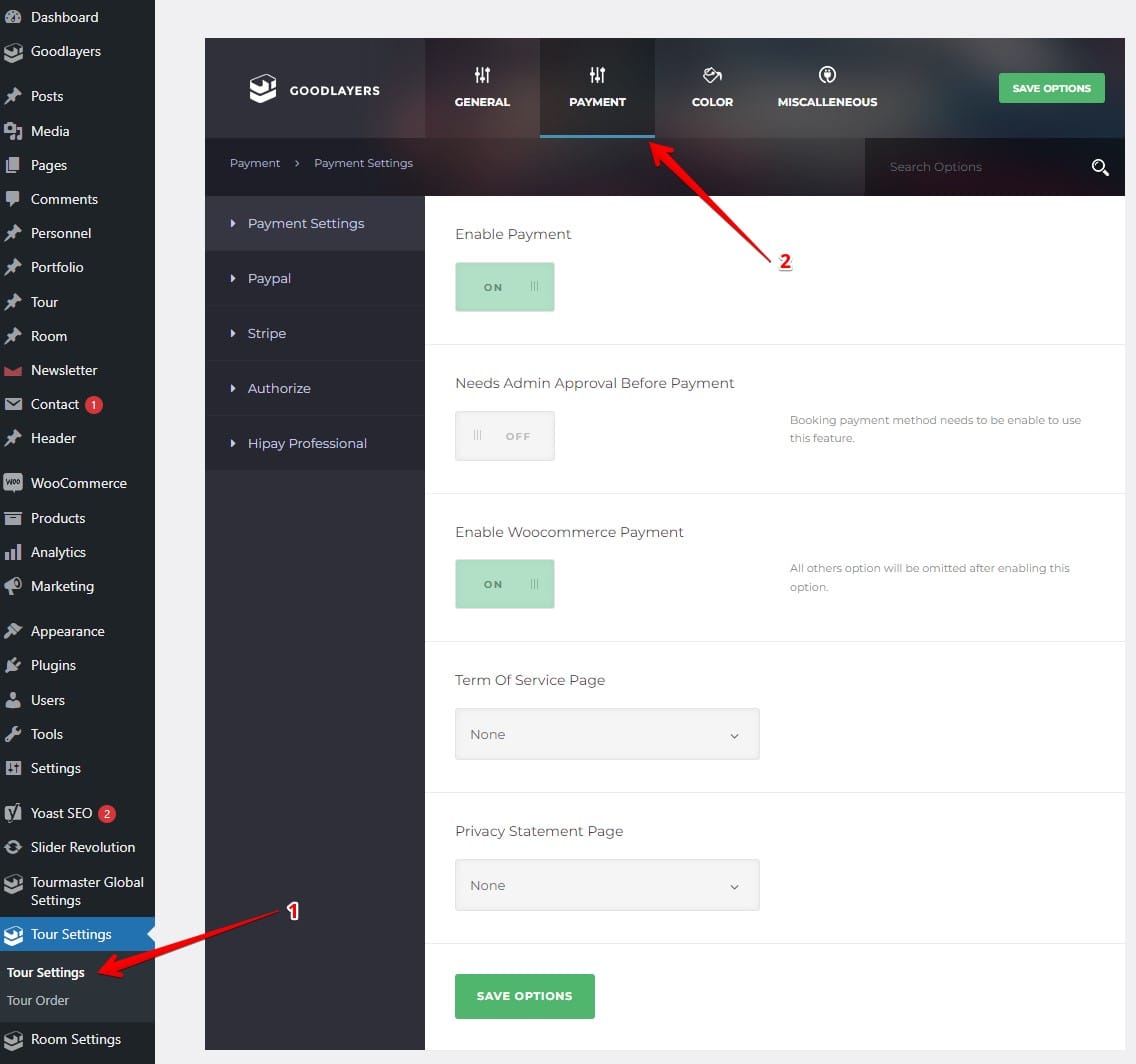 Dashboard
Goodlayers
Posts
Media
Pages
Comments
Personnel
Portfolio
Tour
Room
Newsletter
Contact 1
Header
WooCommerce
Products
Analytics
Marketing
Appearance
Plugins
Users
Tools
Settings
Yoast SEO 2
Slider Revolution
Tourmaster Global
Settings
Tour Settings
Tour Settings
Tour Order
Room Settings
GOODLAYERS
GENERAL
PAYMENT
COLOR
MISCALLENEOUS
SAVE OPTIONS
Payment > Payment Settings
Search Options
Payment Settings
Paypal
Stripe
Authorize
Hipay Professional
Enable Payment
ON
2
Needs Admin Approval Before Payment
OFF
Booking payment method needs to be enable to use
this feature.
Enable Woocommerce Payment
ON
All others option will be omitted after enabling this
option.
Term Of Service Page
None
Privacy Statement Page
None
1
SAVE OPTIONS